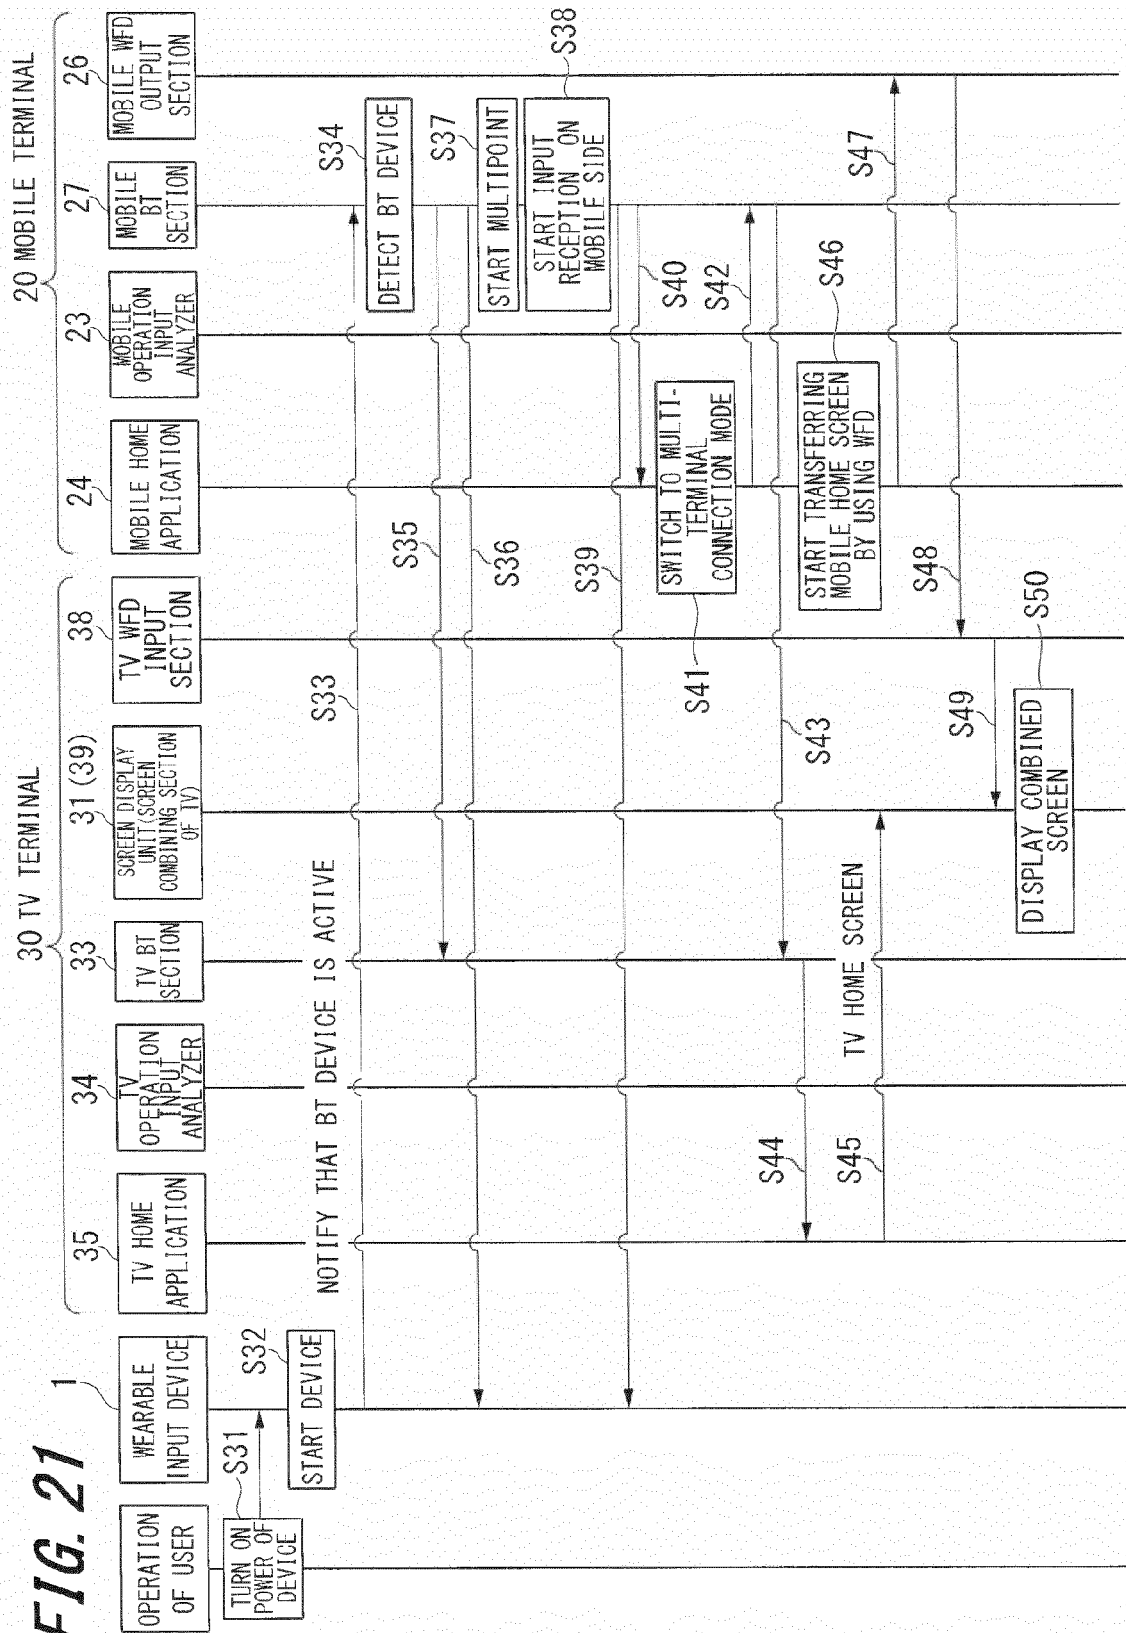 FIG. 21
30 TV TERMINAL
20 MOBILE TERMINAL
OPERATION
OF USER
1
WEARABLE
INPUT DEVICE
35
TV HOME
APPLICATION
34
TV
OPERATION
INPUT
ANALYZER
33
TV BT
SECTION
31 (39)
SCREEN DISPLAY
UNIT(SCREEN
COMBINING SECTION
OF TV)
38
TV WFD
INPUT
SECTION
24
MOBILE HOME
APPLICATION
23
MOBILE
OPERATION
INPUT
ANALYZER
27
MOBILE
BT
SECTION
26
MOBILE WFD
OUTPUT
SECTION
S31
TURN ON
POWER OF
DEVICE
S32
START DEVICE
NOTIFY THAT BT DEVICE IS ACTIVE
S33
S34
DETECT BT DEVICE
S35
S36
S37
START MULTIPOINT
S38
START INPUT
RECEPTION ON
MOBILE SIDE
S39
S40
S41
SWITCH TO MULTI-
TERMINAL
CONNECTION MODE
S42
S43
S44
S45
TV HOME SCREEN
S46
START TRANSFERRING
MOBILE HOME SCREEN
BY USING WFD
S47
S48
S49
S50
DISPLAY COMBINED
SCREEN